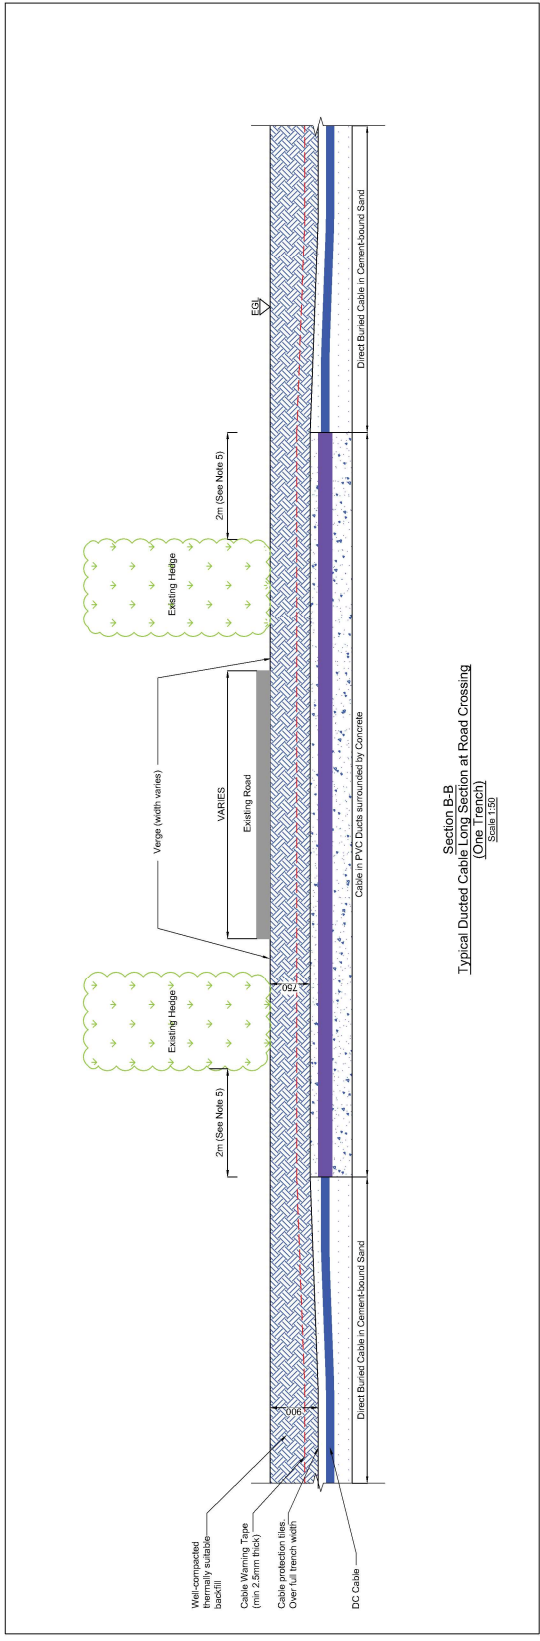 Well-compacted
thermally suitable
backfill
Cable Warning Tape
(min 2.5mm thick)
Cable protection tiles.
Over full trench width
DC Cable
900
Direct Buried Cable in Cement-bound Sand
2m (See Note 5)
Existing Hedge
750
Verge (width varies)
VARIES
Existing Road
Cable in PVC Ducts surrounded by Concrete
Existing Hedge
2m (See Note 5)
EGL
Direct Buried Cable in Cement-bound Sand
Section B-B
Typical Ducted Cable Long Section at Road Crossing
(One Trench)
Scale 1:50